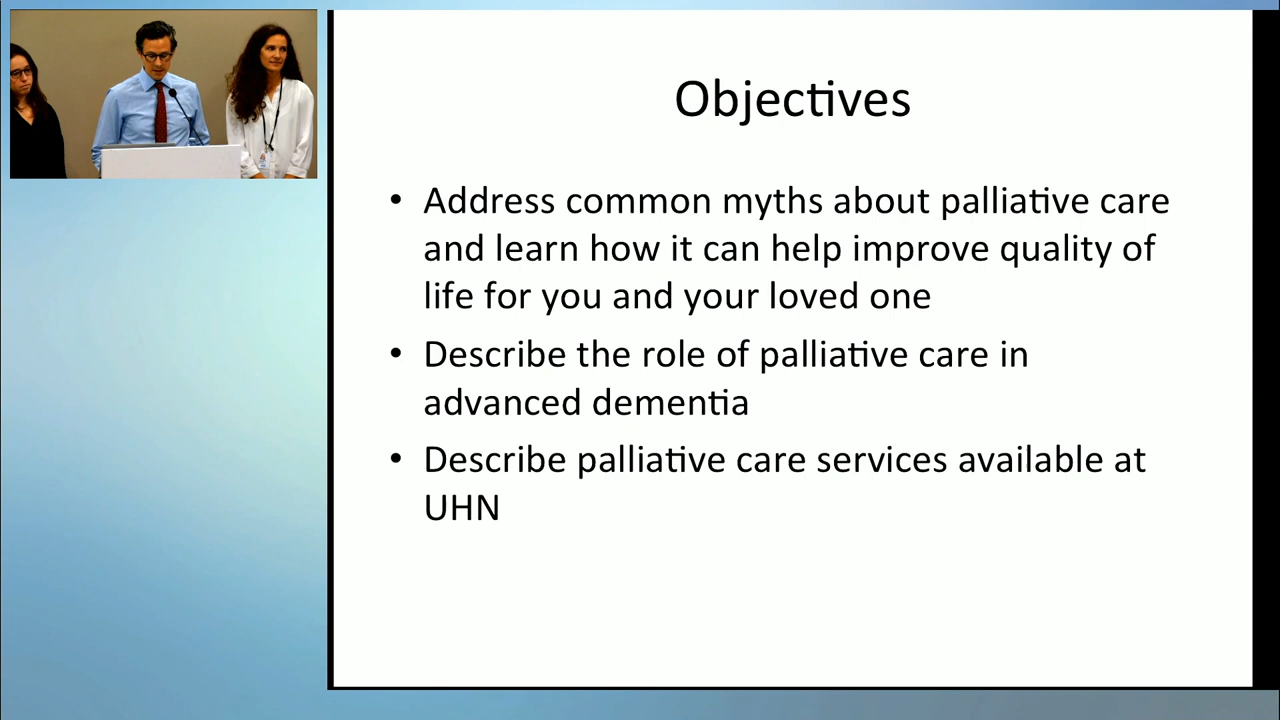 Objectives
• Address common myths about palliative care
and learn how it can help improve quality of
life for you and your loved one
• Describe the role of palliative care in
advanced dementia
• Describe palliative care services available at
UHN